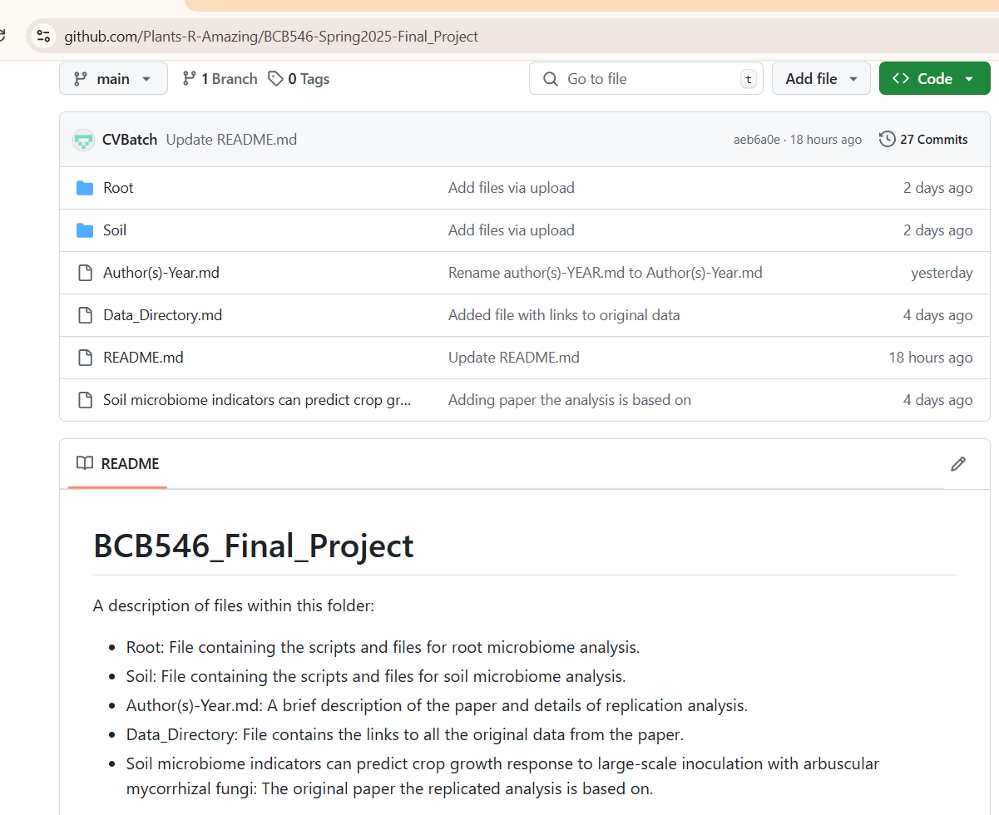 github.com/Plants-R-Amazing/BCB546-Spring2025-Final_Project
main 1 Branch 0 Tags Go to file t Add file Code
CVBatch Update README.md aeb6a0e · 18 hours ago 27 Commits
Root Add files via upload 2 days ago
Soil Add files via upload 2 days ago
Author(s)-Year.md Rename author(s)-YEAR.md to Author(s)-Year.md yesterday
Data_Directory.md Added file with links to original data 4 days ago
README.md Update README.md 18 hours ago
Soil microbiome indicators can predict crop gr... Adding paper the analysis is based on 4 days ago
README
BCB546_Final_Project
A description of files within this folder:
• Root: File containing the scripts and files for root microbiome analysis.
• Soil: File containing the scripts and files for soil microbiome analysis.
• Author(s)-Year.md: A brief description of the paper and details of replication analysis.
• Data_Directory: File contains the links to all the original data from the paper.
• Soil microbiome indicators can predict crop growth response to large-scale inoculation with arbuscular
mycorrhizal fungi: The original paper the replicated analysis is based on.